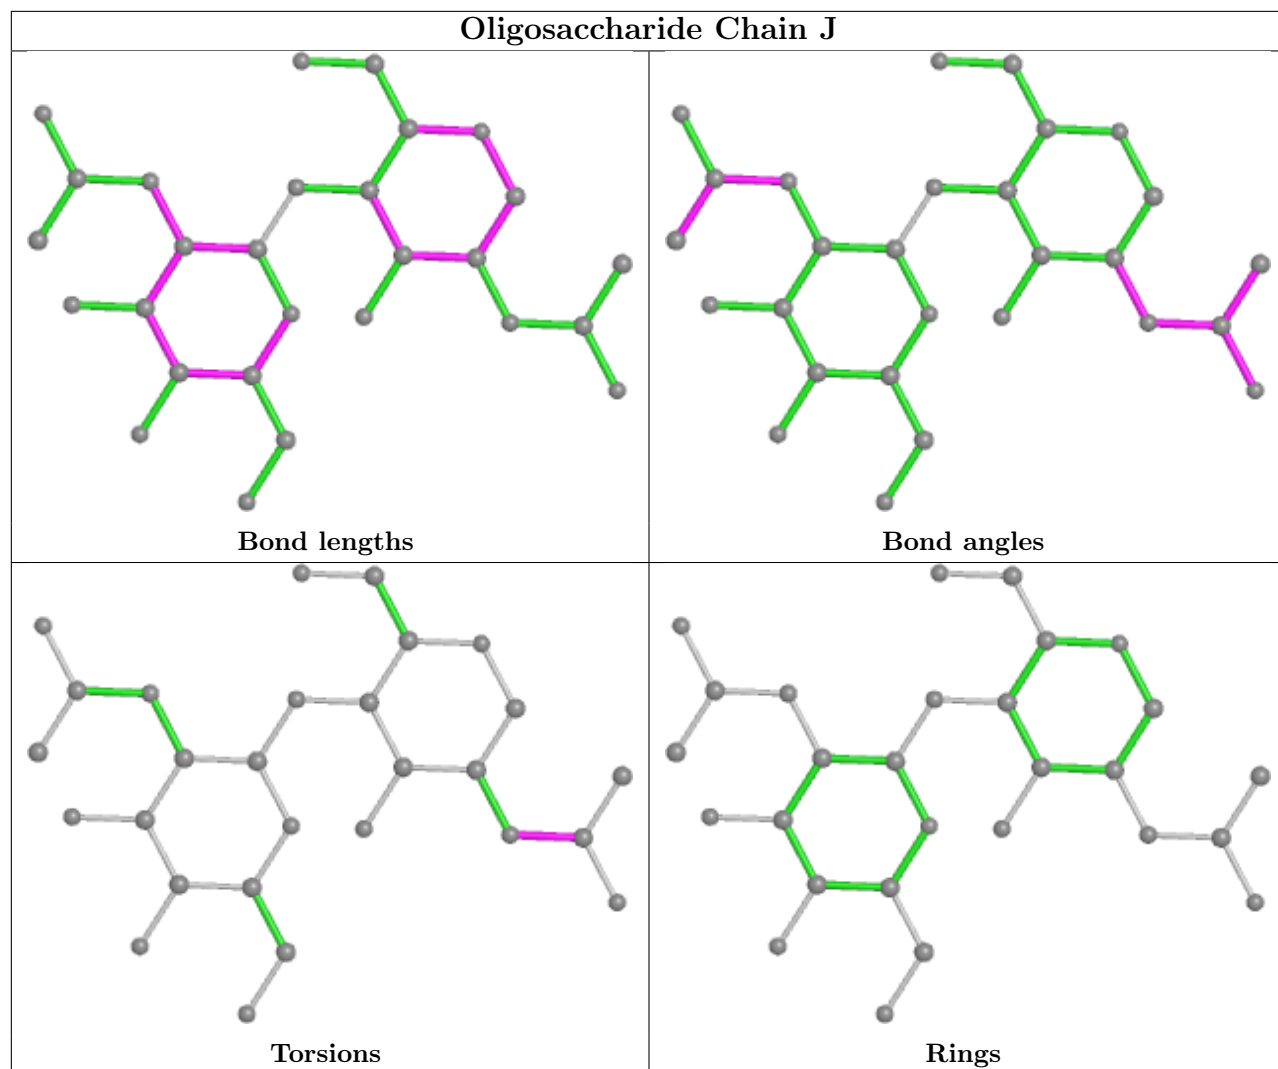 Oligosaccharide Chain J
Bond lengths
Bond angles
Torsions
Rings